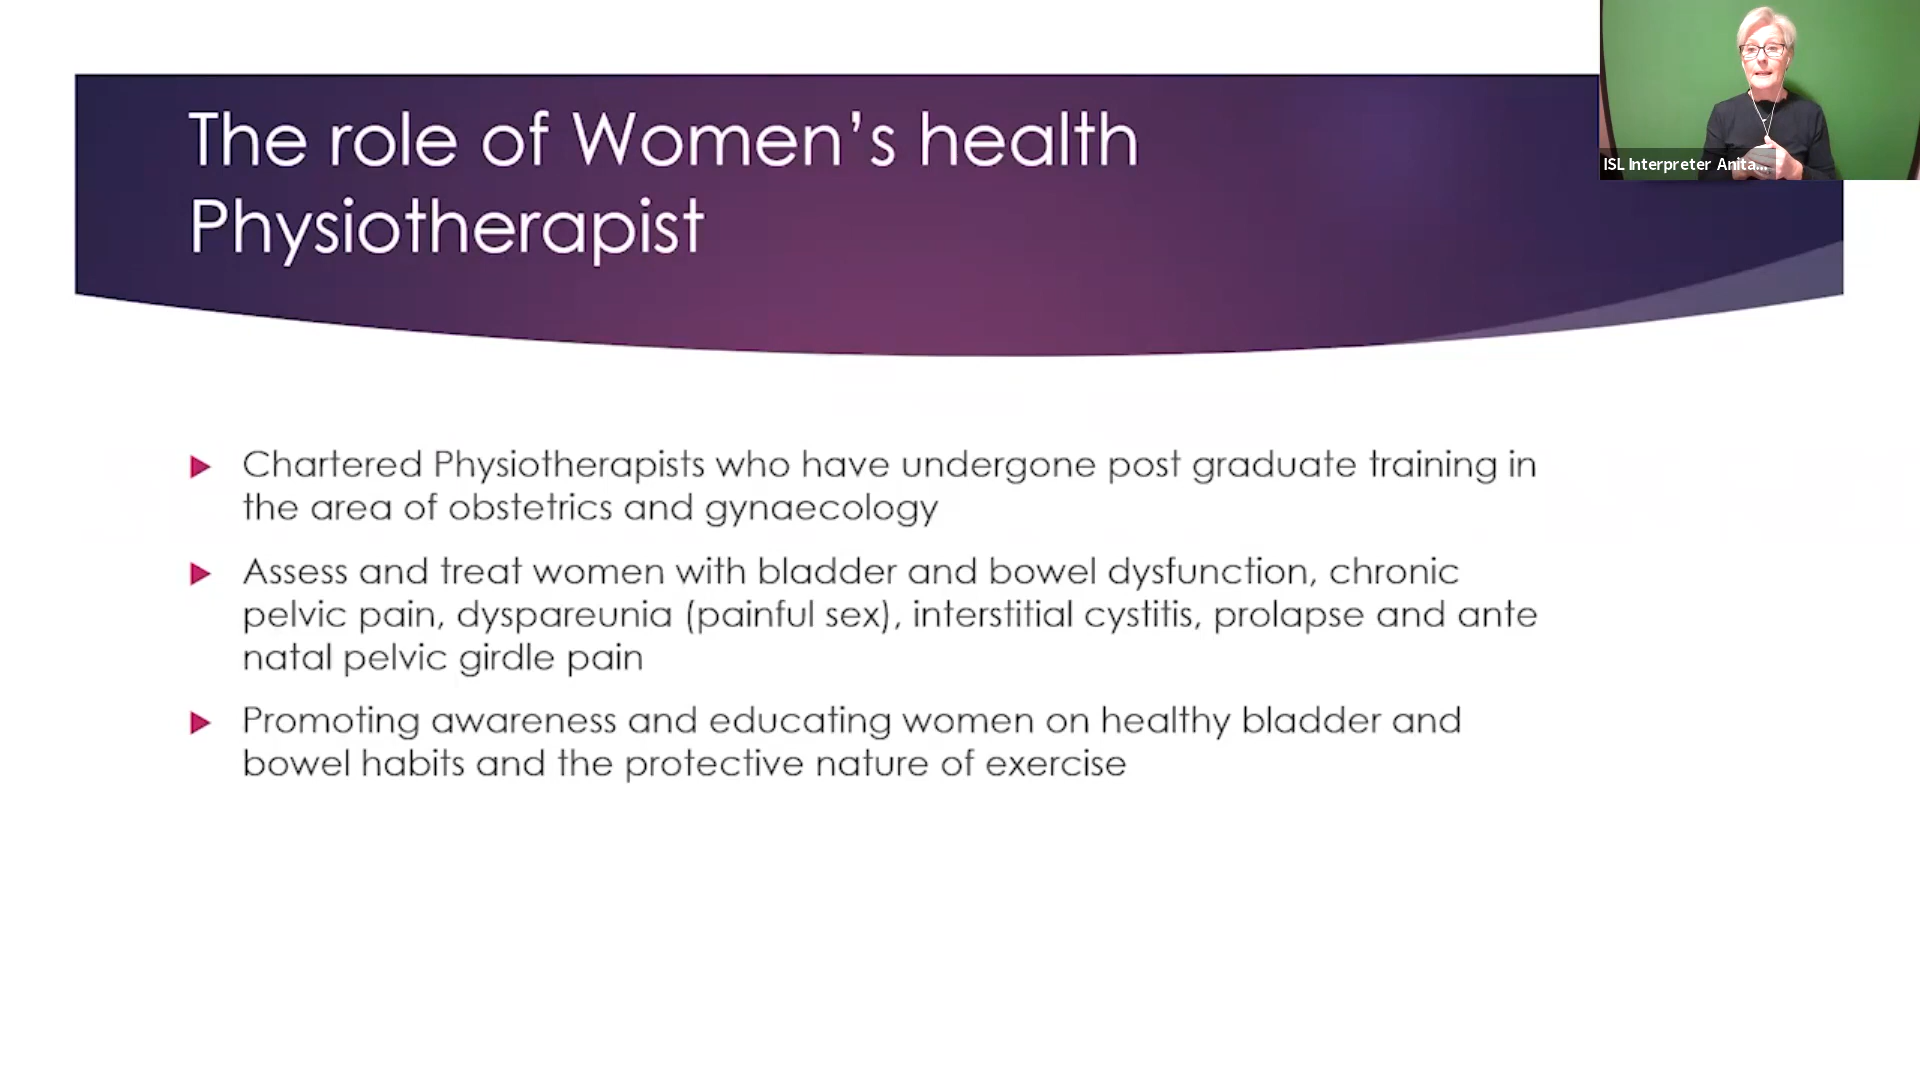 The role of Women's health
Physiotherapist
ISL Interpreter Anita...
Chartered Physiotherapists who have undergone post graduate training in
the area of obstetrics and gynaecology
Assess and treat women with bladder and bowel dysfunction, chronic
pelvic pain, dyspareunia (painful sex), interstitial cystitis, prolapse and ante
natal pelvic girdle pain
Promoting awareness and educating women on healthy bladder and
bowel habits and the protective nature of exercise